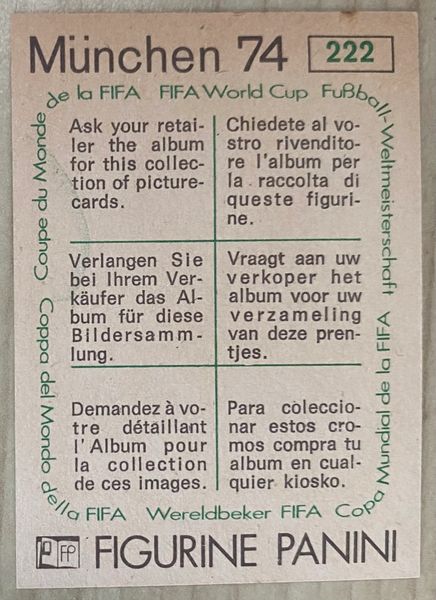 München 74
222
Coupe du Monde de la FIFA
FIFA World Cup
Fußball-Weltmeisterschaft
Ask your retai-
ler the album
for this collec-
tion of picture-
cards.
Chiedete al vo-
stro rivendito-
re l'album per
la raccolta di
queste figuri-
ne.
Verlangen Sie
bei Ihrem Ver-
käufer das Al-
bum für diese
Bildersamm-
lung.
Vraagt aan uw
verkoper het
album voor uw
verzameling
van deze pren-
tjes.
Demandez à vo-
tre détaillant
l'Album pour
la collection
de ces images.
Para coleccio-
nar estos cro-
mos compra tu
album en cual-
quier kiosko.
Coppa del Mondo della FIFA
Wereldbeker FIFA
Copa Mundial de la FIFA
FP
FIGURINE PANINI